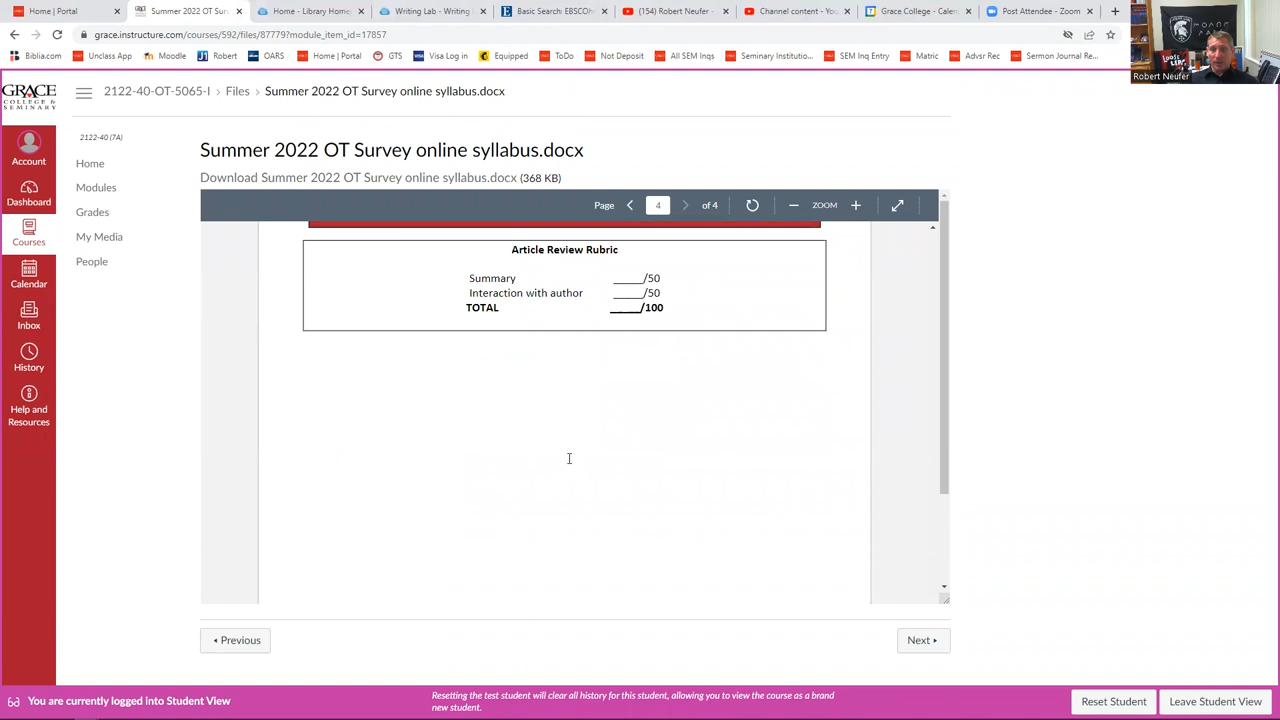 Home | Portal
Summer 2022 OT Surv
Home - Library Home
Writing Lab - Writing
Basic Search: EBSCOH
(154) Robert Neufer -
Channel content - You
Grace College - Calen
Post Attendee - Zoom
grace.instructure.com/courses/592/files/87779?module_item_id=17857
Biblia.com
Unclass App
Moodle
Robert
OARS
Home | Portal
GTS
Visa Log in
Equipped
ToDo
Not Deposit
All SEM Inqs
Seminary Institutio...
SEM Inq Entry
Matric
Advsr Rec
Sermon Journal Re...
Robert Neufer
GRACE
COLLEGE &
SEMINARY
2122-40-OT-5065-I > Files > Summer 2022 OT Survey online syllabus.docx
2122-40 (7A)
Home
Modules
Grades
My Media
People
Account
Dashboard
Courses
Calendar
Inbox
History
Help and
Resources
Summer 2022 OT Survey online syllabus.docx
Download Summer 2022 OT Survey online syllabus.docx (368 KB)
Page 4 of 4 ZOOM
Article Review Rubric
Summary _____/50
Interaction with author _____/50
TOTAL _____/100
Previous
Next
You are currently logged into Student View
Resetting the test student will clear all history for this student, allowing you to view the course as a brand
new student.
Reset Student
Leave Student View